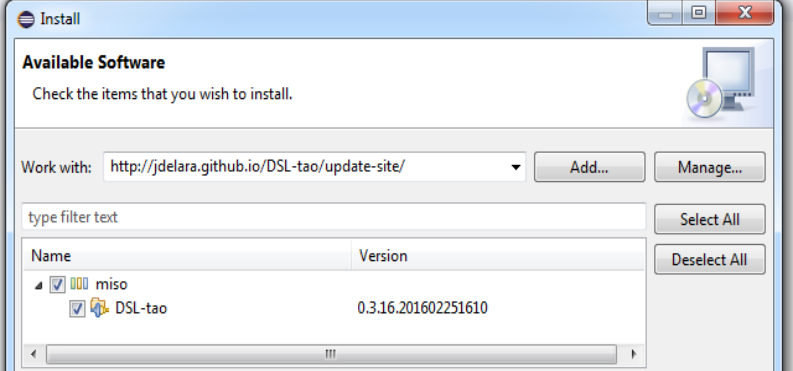 Install
Available Software
Check the items that you wish to install.
Work with: http://jdelara.github.io/DSL-tao/update-site/ Add... Manage...
type filter text Select All
Name Version Deselect All
miso
DSL-tao 0.3.16.201602251610